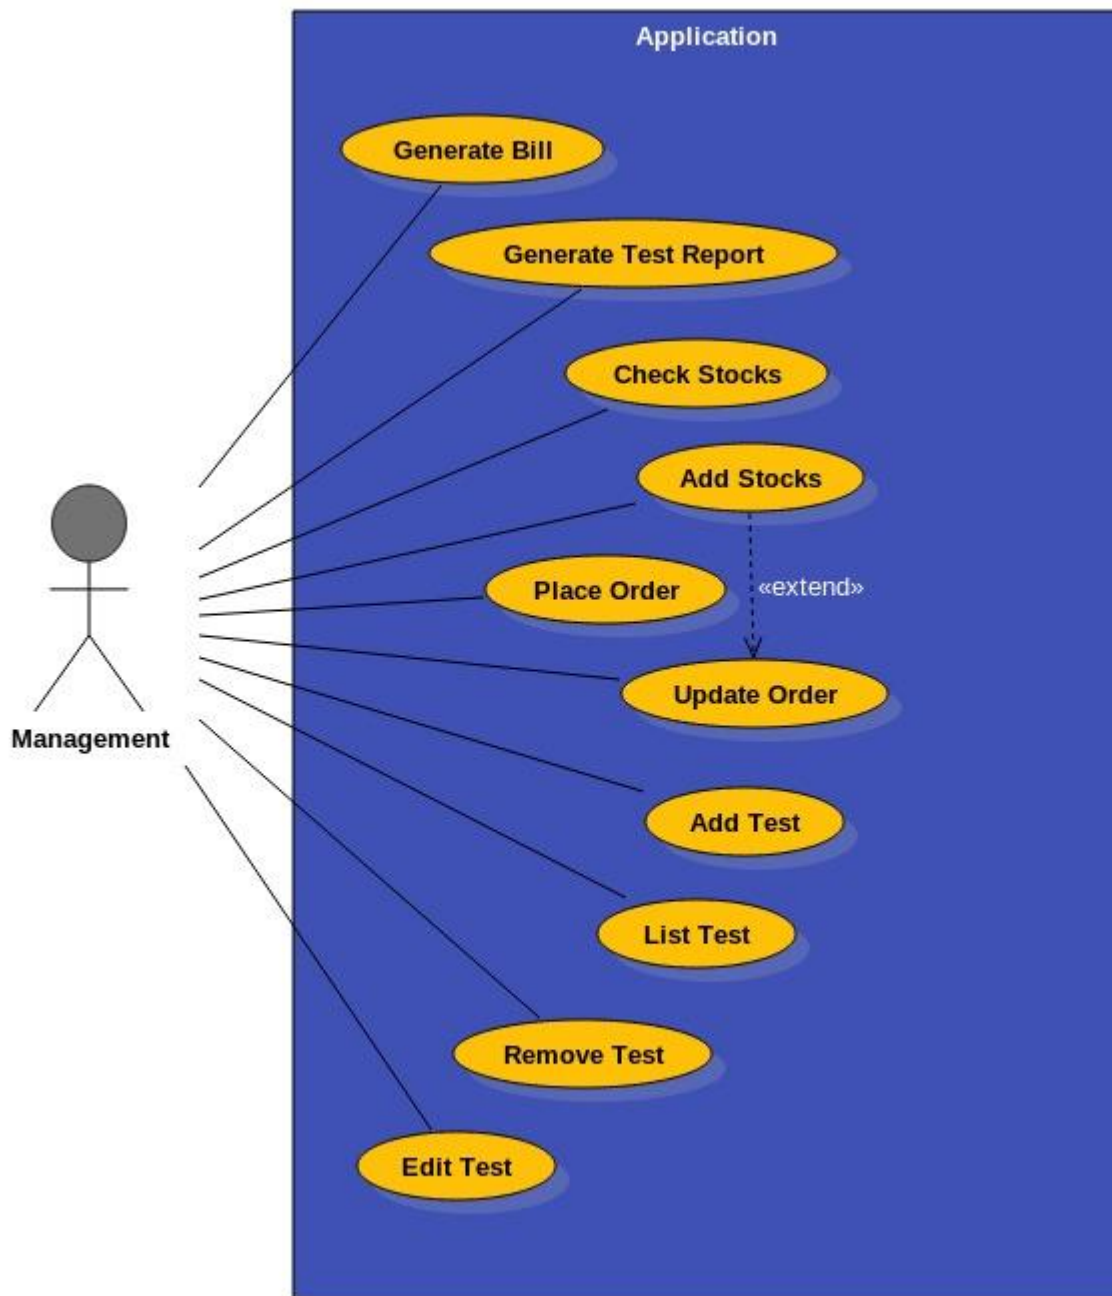 Application
Generate Bill
Generate Test Report
Check Stocks
Add Stocks
Place Order
«extend»
Update Order
Management
Add Test
List Test
Remove Test
Edit Test